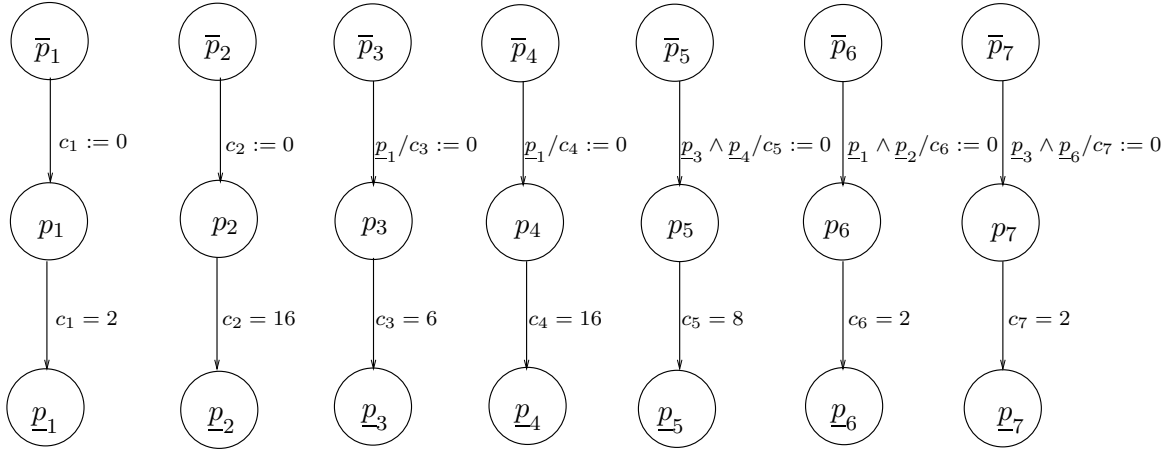 p̅₁ p̅₂ p̅₃ p̅₄ p̅₅ p̅₆ p̅₇
c₁ := 0 c₂ := 0 p̲₁/c₃ := 0 p̲₁/c₄ := 0 p̲₃ ∧ p̲₄/c₅ := 0 p̲₁ ∧ p̲₂/c₆ := 0 p̲₃ ∧ p̲₆/c₇ := 0
p₁ p₂ p₃ p₄ p₅ p₆ p₇
c₁ = 2 c₂ = 16 c₃ = 6 c₄ = 16 c₅ = 8 c₆ = 2 c₇ = 2
p̲₁ p̲₂ p̲₃ p̲₄ p̲₅ p̲₆ p̲₇